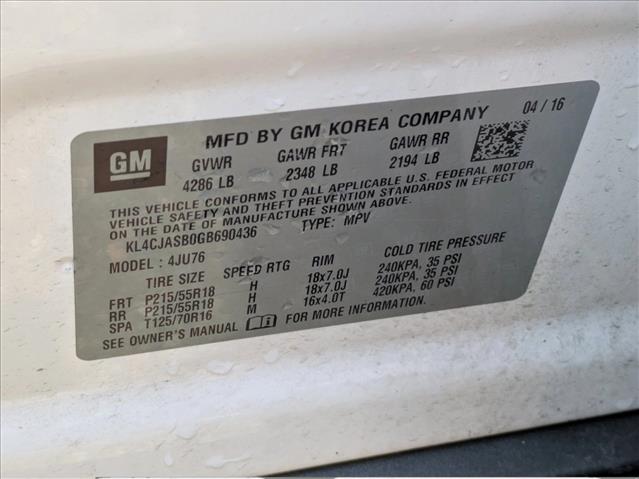 GM
MFD BY GM KOREA COMPANY 04 / 16
GVWR GAWR FR7 GAWR RR
4286 LB 2348 LB 2194 LB
THIS VEHICLE CONFORMS TO ALL APPLICABLE U.S. FEDERAL MOTOR
VEHICLE SAFETY AND THEFT PREVENTION STANDARDS IN EFFECT
ON THE DATE OF MANUFACTURE SHOWN ABOVE.
KL4CJASB0GB690436 TYPE: MPV
MODEL : 4JU76
TIRE SIZE SPEED RTG RIM COLD TIRE PRESSURE
FRT P215/55R18 H 18x7.0J 240KPA, 35 PSI
RR P215/55R18 H 18x7.0J 240KPA, 35 PSI
SPA T125/70R16 M 16x4.0T 420KPA, 60 PSI
SEE OWNER'S MANUAL